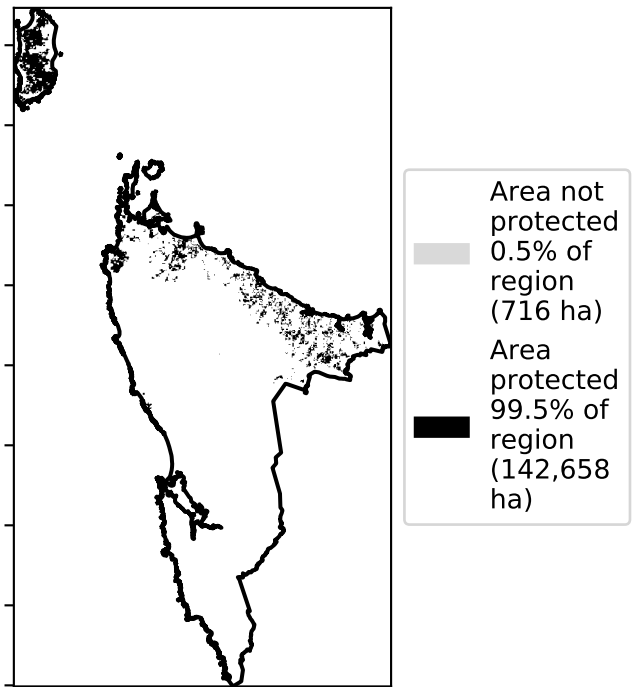 Area not
protected
0.5% of
region
(716 ha)
Area
protected
99.5% of
region
(142,658
ha)